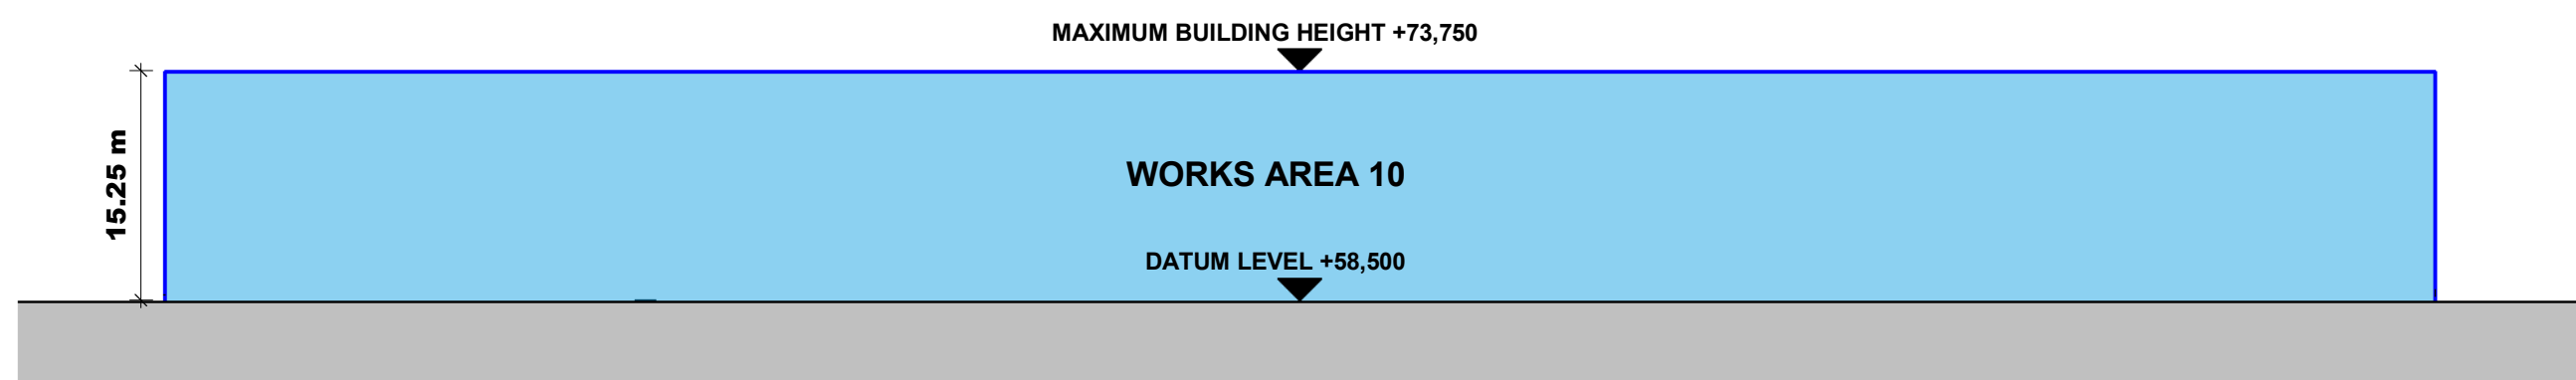 MAXIMUM BUILDING HEIGHT +73,750
15.25 m
WORKS AREA 10
DATUM LEVEL +58,500